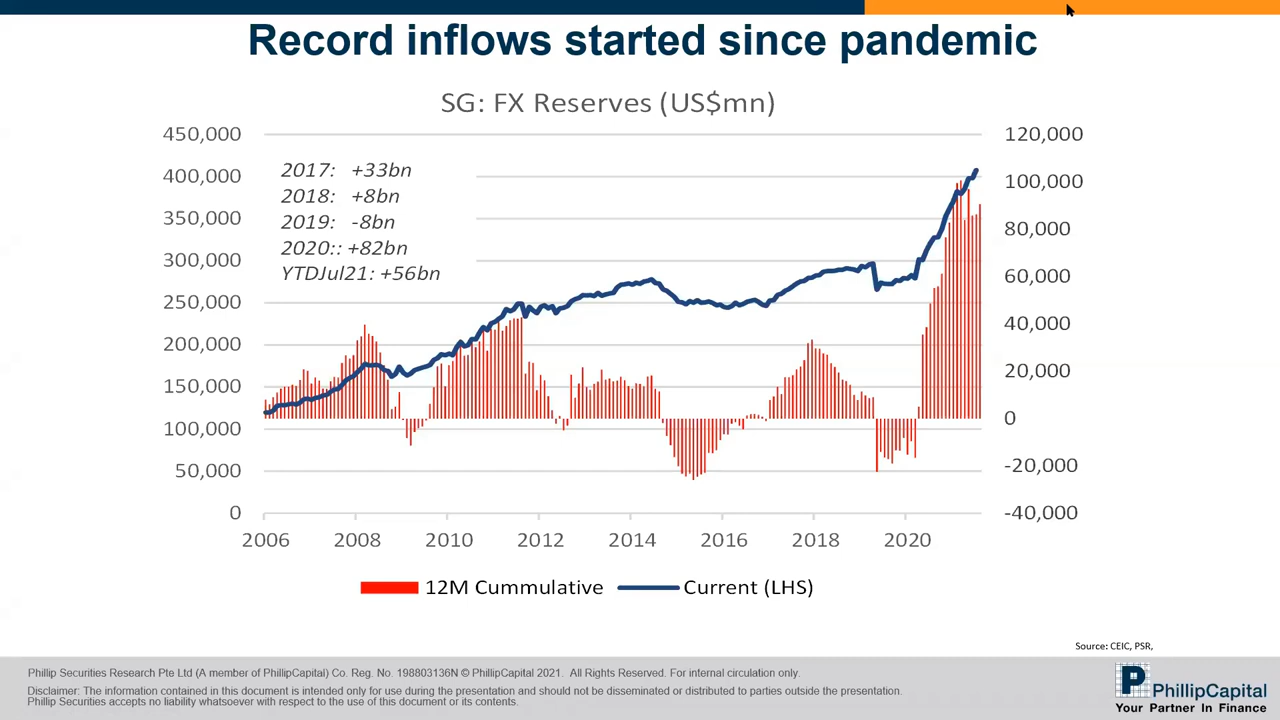 Record inflows started since pandemic
SG: FX Reserves (US$mn)
450,000
400,000
350,000
300,000
250,000
200,000
150,000
100,000
50,000
0
2017: +33bn
2018: +8bn
2019: -8bn
2020:: +82bn
YTDJul21: +56bn
120,000
100,000
80,000
60,000
40,000
20,000
0
-20,000
-40,000
2006 2008 2010 2012 2014 2016 2018 2020
12M Cummulative Current (LHS)
Source: CEIC, PSR,
Phillip Securities Research Pte Ltd (A member of PhillipCapital) Co. Reg. No. 198803136N © PhillipCapital 2021. All Rights Reserved. For internal circulation only.
Disclaimer: The information contained in this document is intended only for use during the presentation and should not be disseminated or distributed to parties outside the presentation.
Phillip Securities accepts no liability whatsoever with respect to the use of this document or its contents.
PhillipCapital
Your Partner In Finance